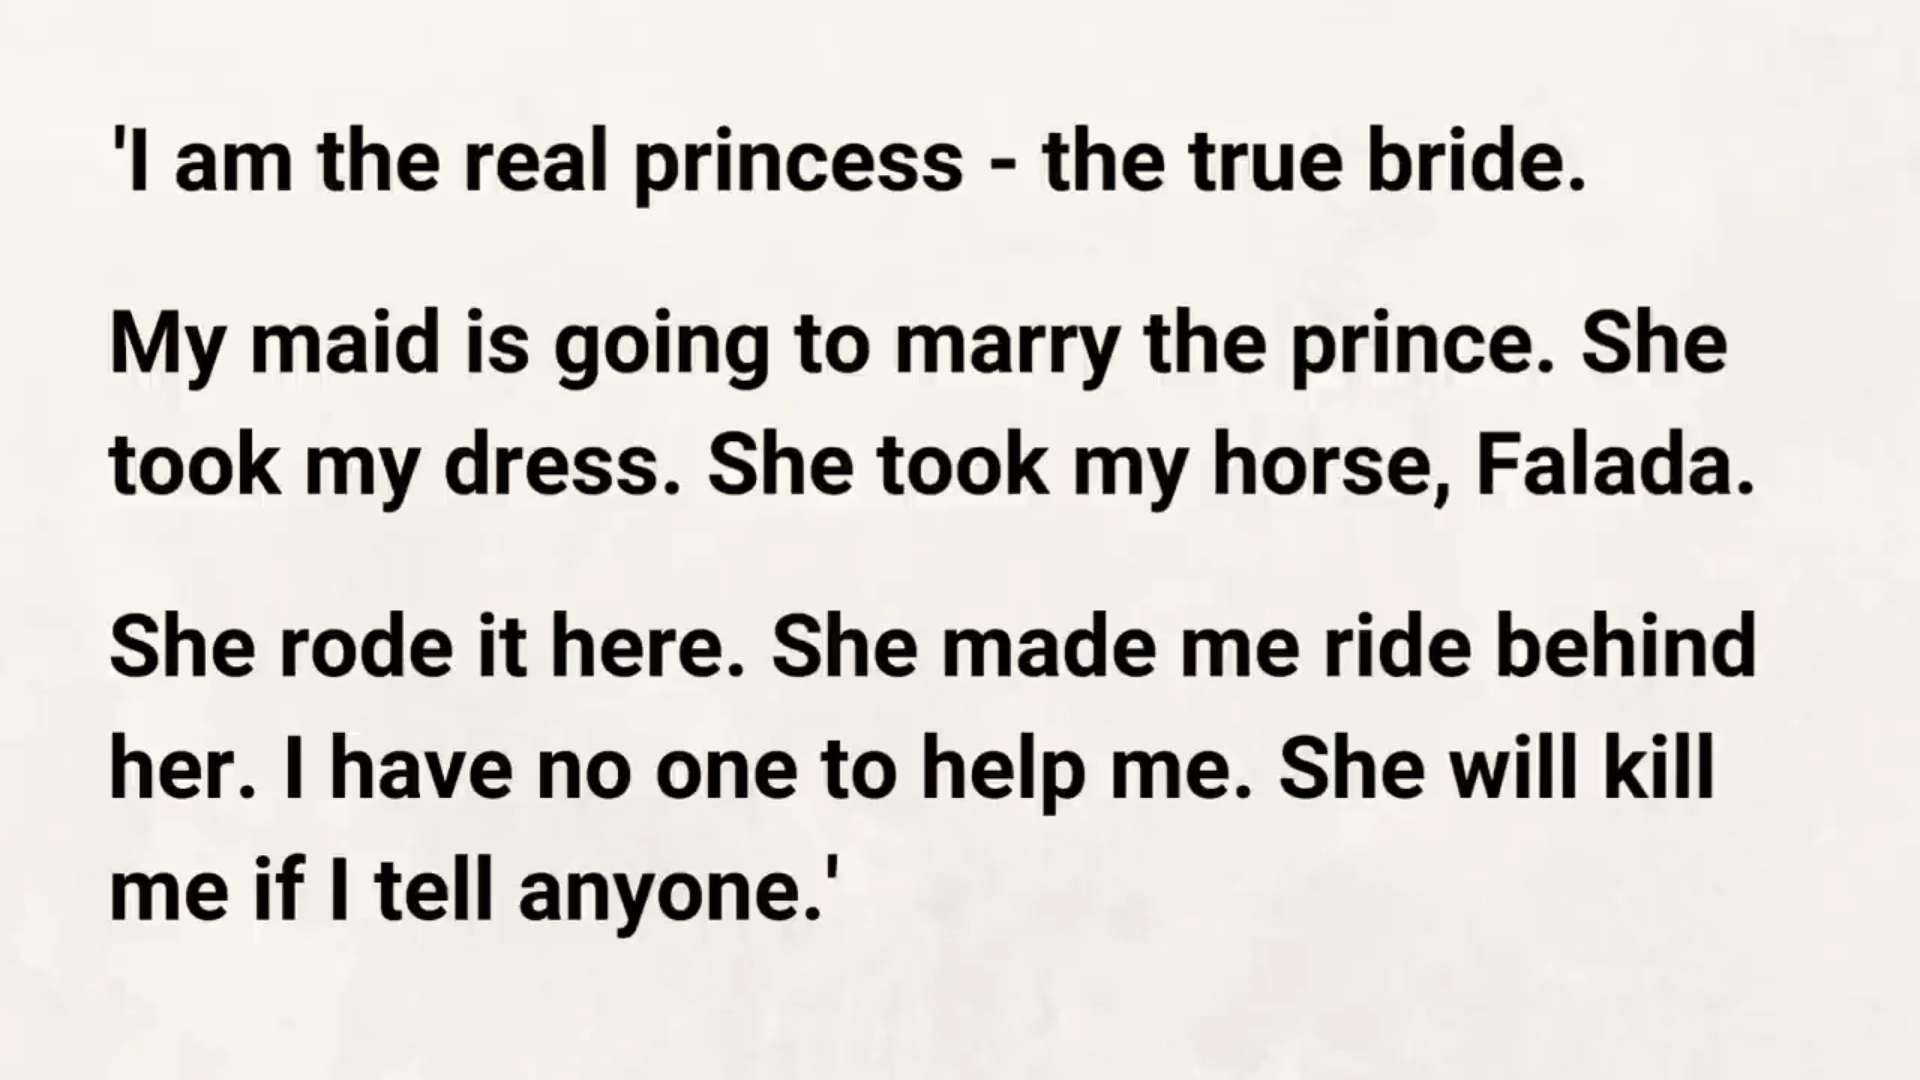 'I am the real princess - the true bride.
My maid is going to marry the prince. She
took my dress. She took my horse, Falada.
She rode it here. She made me ride behind
her. I have no one to help me. She will kill
me if I tell anyone.'